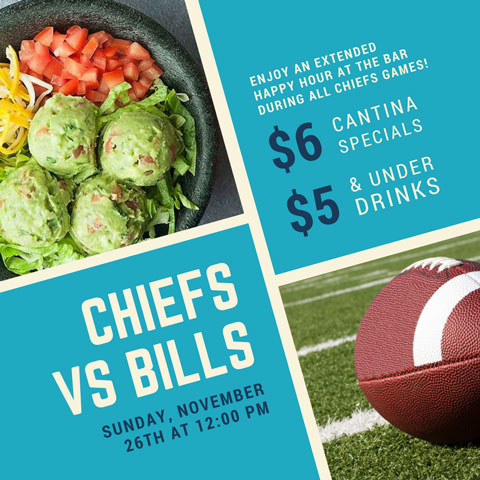 ENJOY AN EXTENDED
HAPPY HOUR AT THE BAR
DURING ALL CHIEFS GAMES!
$6 CANTINA
SPECIALS
$5 & UNDER
DRINKS
CHIEFS
VS BILLS
SUNDAY, NOVEMBER
26TH AT 12:00 PM